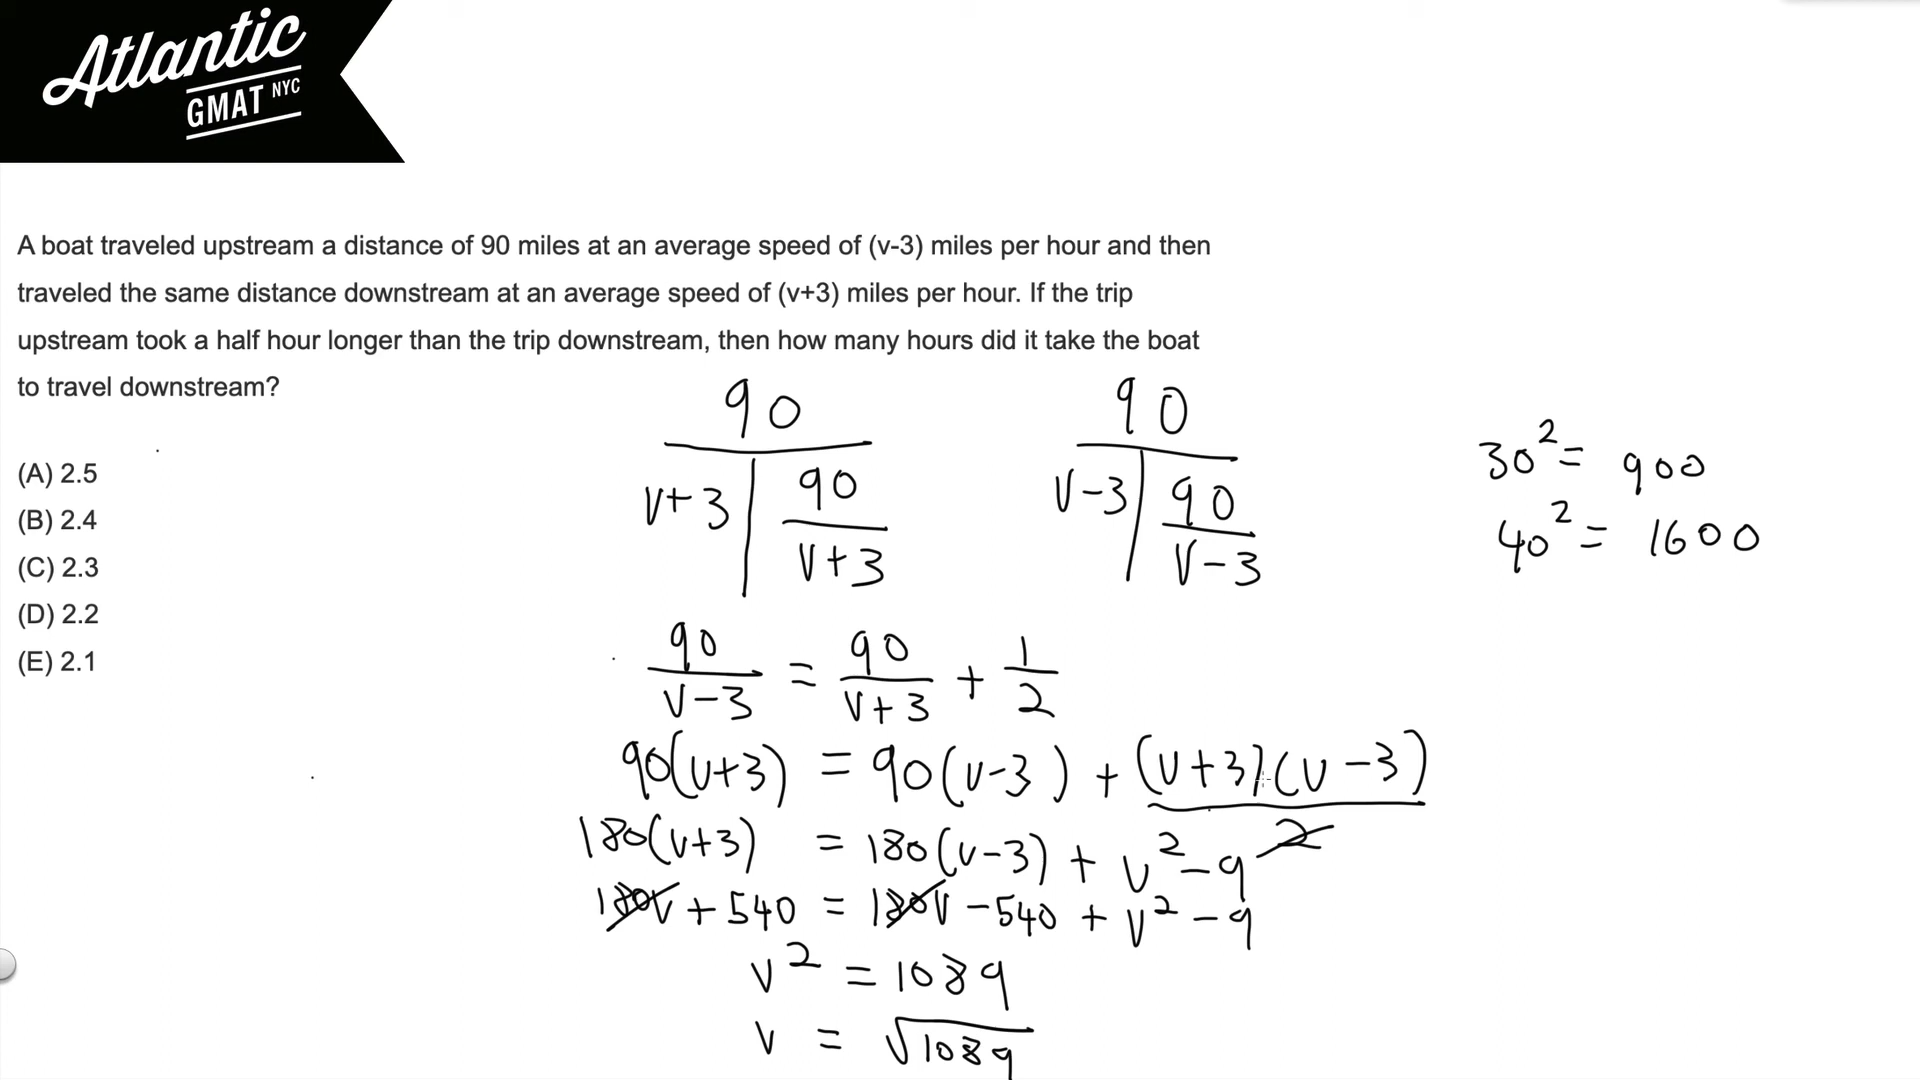 Atlantic
GMAT NYC
A boat traveled upstream a distance of 90 miles at an average speed of (v-3) miles per hour and then
traveled the same distance downstream at an average speed of (v+3) miles per hour. If the trip
upstream took a half hour longer than the trip downstream, then how many hours did it take the boat
to travel downstream?
(A) 2.5
(B) 2.4
(C) 2.3
(D) 2.2
(E) 2.1
90
v+3 | 90/(v+3)
90
v-3 | 90/(v-3)
30² = 900
40² = 1600
90/(v-3) = 90/(v+3) + 1/2
90(v+3) = 90(v-3) + (v+3)(v-3)/2
180(v+3) = 180(v-3) + v²-9
180v + 540 = 180v - 540 + v² - 9
v² = 1089
v = √1089